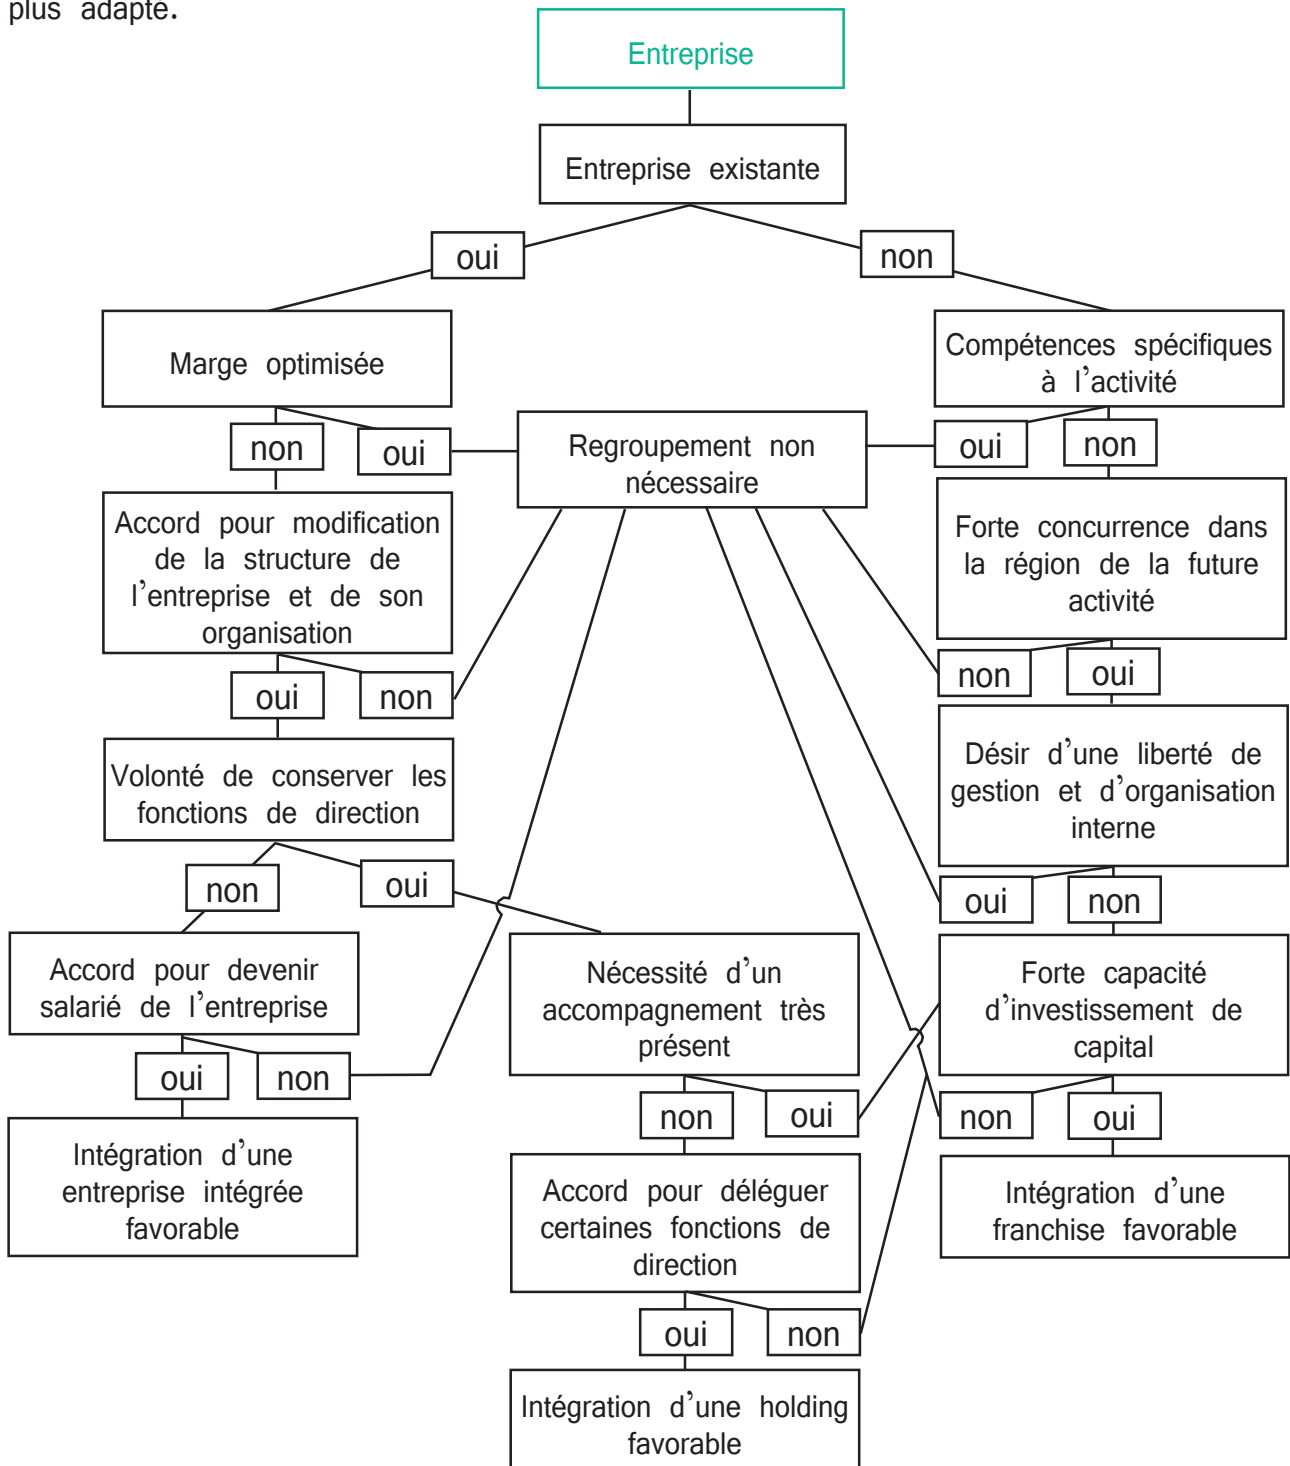 plus adapté.
Entreprise
Entreprise existante
oui
non
Marge optimisée
Compétences spécifiques
à l’activité
non
oui
Regroupement non
nécessaire
oui
non
Accord pour modification
de la structure de
l’entreprise et de son
organisation
Forte concurrence dans
la région de la future
activité
oui
non
non
oui
Volonté de conserver les
fonctions de direction
Désir d’une liberté de
gestion et d’organisation
interne
non
oui
oui
non
Accord pour devenir
salarié de l’entreprise
Nécessité d’un
accompagnement très
présent
Forte capacité
d’investissement de
capital
oui
non
non
oui
non
oui
Intégration d’une
entreprise intégrée
favorable
Accord pour déléguer
certaines fonctions de
direction
Intégration d’une
franchise favorable
oui
non
Intégration d’une holding
favorable